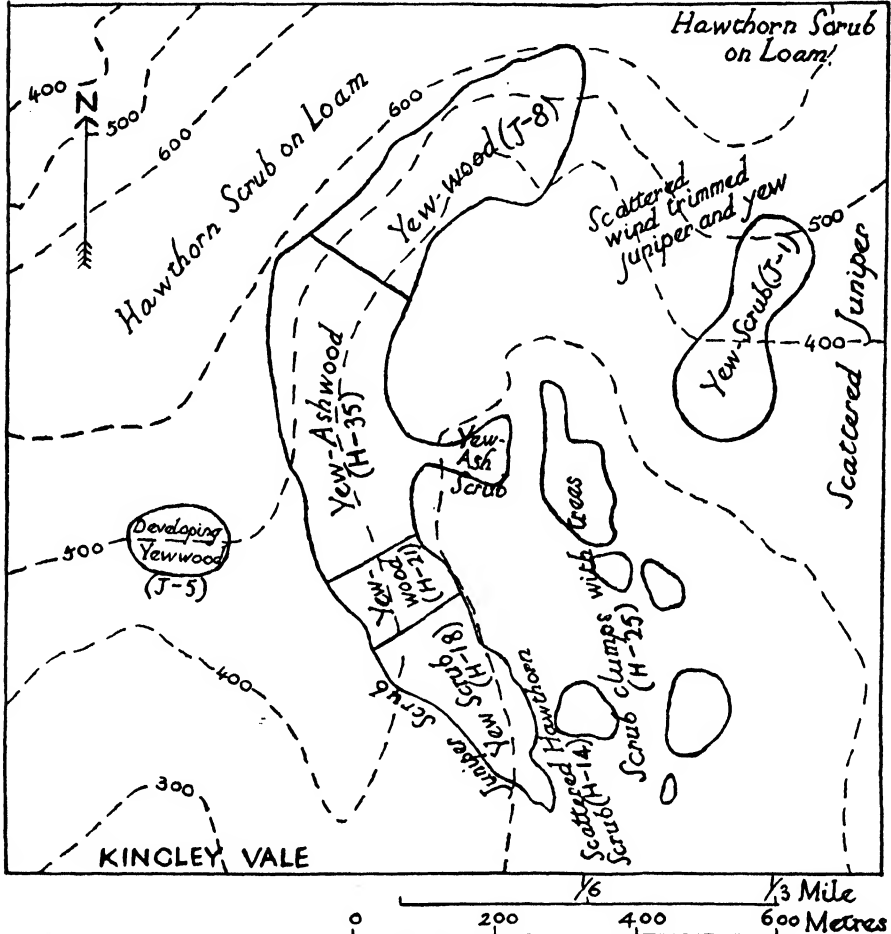 Hawthorn Scrub
on Loam
400
N
500
600
600
Hawthorn Scrub on Loam
Yew-wood (J-8)
Scattered
wind trimmed
juniper and yew
500
Yew-Scrub (J-1)
400
Scattered Juniper
Yew-Ashwood
(H-35)
Yew-
Ash
Scrub
trees
Scrub clumps with
(H-25)
Developing
Yewwood
(J-5)
500
Yew-
wood
(H-21)
Yew Scrub
(H-18)
Juniper Scrub
Scattered Hawthorn
Scrub (H-14)
Scrub
400
300
KINGLEY VALE
1/6 1/3 Mile
0 200 400 600 Metres